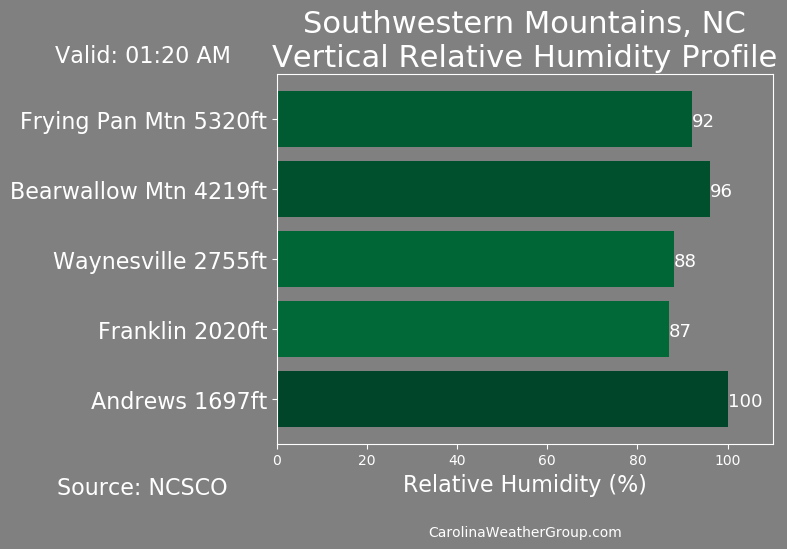 Southwestern Mountains, NC
Vertical Relative Humidity Profile
Valid: 01:20 AM
Frying Pan Mtn 5320ft
92
Bearwallow Mtn 4219ft
96
Waynesville 2755ft
88
Franklin 2020ft
87
Andrews 1697ft
100
0 20 40 60 80 100
Relative Humidity (%)
Source: NCSCO
CarolinaWeatherGroup.com